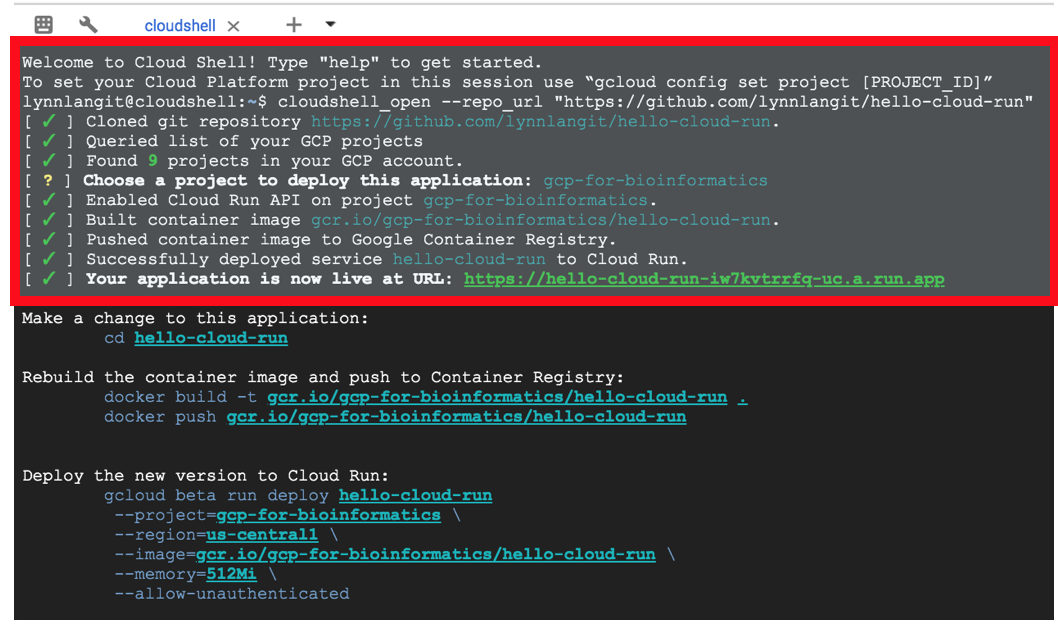 cloudshell
Welcome to Cloud Shell! Type "help" to get started.
To set your Cloud Platform project in this session use “gcloud config set project [PROJECT_ID]”
lynnlangit@cloudshell:~$ cloudshell_open --repo_url "https://github.com/lynnlangit/hello-cloud-run"
[ ✓ ] Cloned git repository https://github.com/lynnlangit/hello-cloud-run.
[ ✓ ] Queried list of your GCP projects
[ ✓ ] Found 9 projects in your GCP account.
[ ? ] Choose a project to deploy this application: gcp-for-bioinformatics
[ ✓ ] Enabled Cloud Run API on project gcp-for-bioinformatics.
[ ✓ ] Built container image gcr.io/gcp-for-bioinformatics/hello-cloud-run.
[ ✓ ] Pushed container image to Google Container Registry.
[ ✓ ] Successfully deployed service hello-cloud-run to Cloud Run.
[ ✓ ] Your application is now live at URL: https://hello-cloud-run-iw7kvtrrfq-uc.a.run.app
Make a change to this application:
cd hello-cloud-run
Rebuild the container image and push to Container Registry:
docker build -t gcr.io/gcp-for-bioinformatics/hello-cloud-run .
docker push gcr.io/gcp-for-bioinformatics/hello-cloud-run
Deploy the new version to Cloud Run:
gcloud beta run deploy hello-cloud-run
--project=gcp-for-bioinformatics \
--region=us-central1 \
--image=gcr.io/gcp-for-bioinformatics/hello-cloud-run \
--memory=512Mi \
--allow-unauthenticated